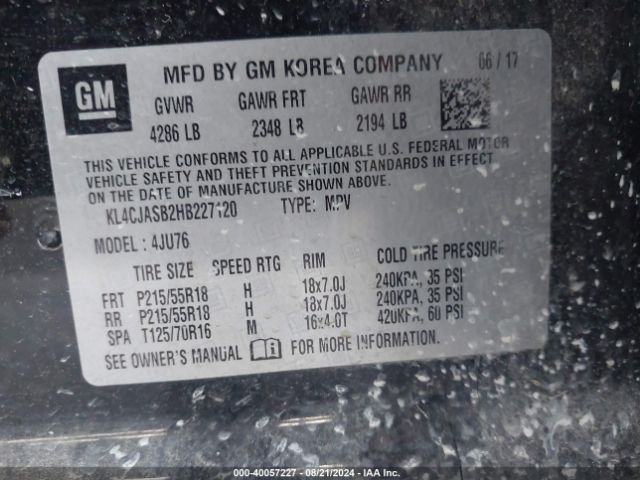 GM
MFD BY GM KOREA COMPANY 06/17
GVWR GAWR FRT GAWR RR
4286 LB 2348 LB 2194 LB
THIS VEHICLE CONFORMS TO ALL APPLICABLE U.S. FEDERAL MOTOR
VEHICLE SAFETY AND THEFT PREVENTION STANDARDS IN EFFECT
ON THE DATE OF MANUFACTURE SHOWN ABOVE.
KL4CJASB2HB227120 TYPE: MPV
MODEL: 4JU76
TIRE SIZE SPEED RTG RIM COLD TIRE PRESSURE
FRT P215/55R18 H 18x7.0J 240KPA, 35 PSI
RR P215/55R18 H 18x7.0J 240KPA, 35 PSI
SPA T125/70R16 M 16x4.0T 420KPA, 60 PSI
SEE OWNER'S MANUAL FOR MORE INFORMATION.
000-40057227 - 08/21/2024 - IAA Inc.